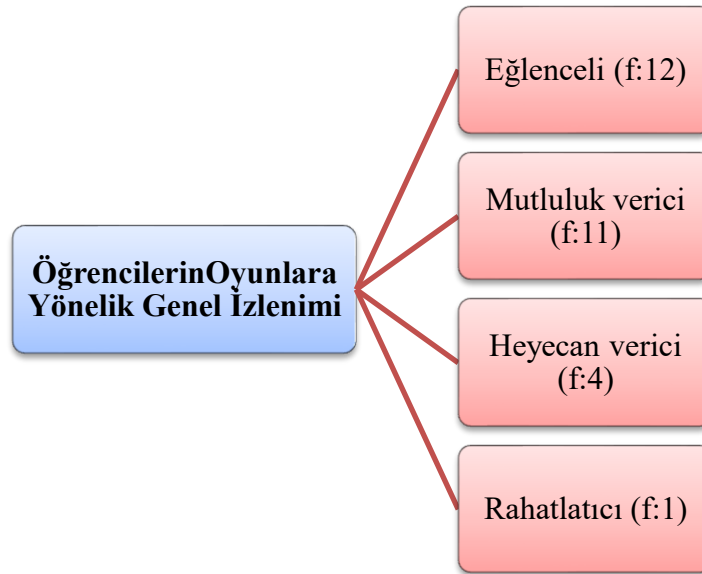 Eğlenceli (f:12)
Mutluluk verici
(f:11)
ÖğrencilerinOyunlara
Yönelik Genel İzlenimi
Heyecan verici
(f:4)
Rahatlatıcı (f:1)